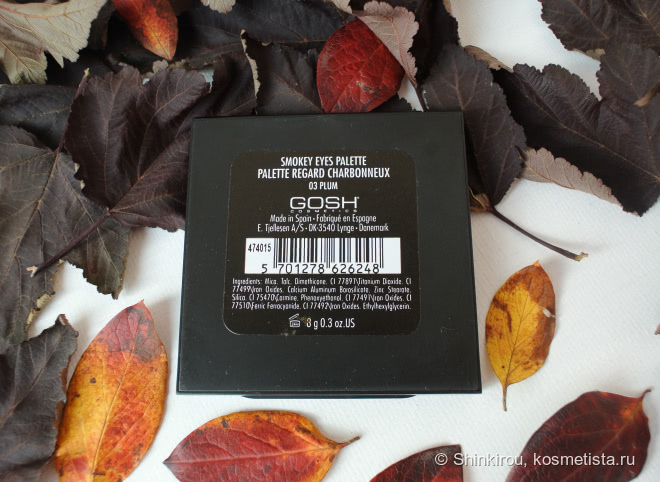 SMOKEY EYES PALETTE
PALETTE REGARD CHARBONNEUX
03 PLUM
GOSH
COSMETICS
Made in Spain - Fabriqué en Espagne
E. Tjellesen A/S - DK-3540 Lynge - Danemark
474015
5 701278 626248
Ingredients: Mica. Talc. Dimethicone. CI 77891\Titanium Dioxide. CI
77499\Iron Oxides. Calcium Aluminum Borosilicate. Zinc Stearate.
Silica. CI 75470\Carmine. Phenoxyethanol. CI 77491\Iron Oxides. CI
77510\Ferric Ferrocyanide. CI 77492\Iron Oxides. Ethylhexylglycerin.
8 g 0.3 oz.US
© Shinkirou, kosmetista.ru